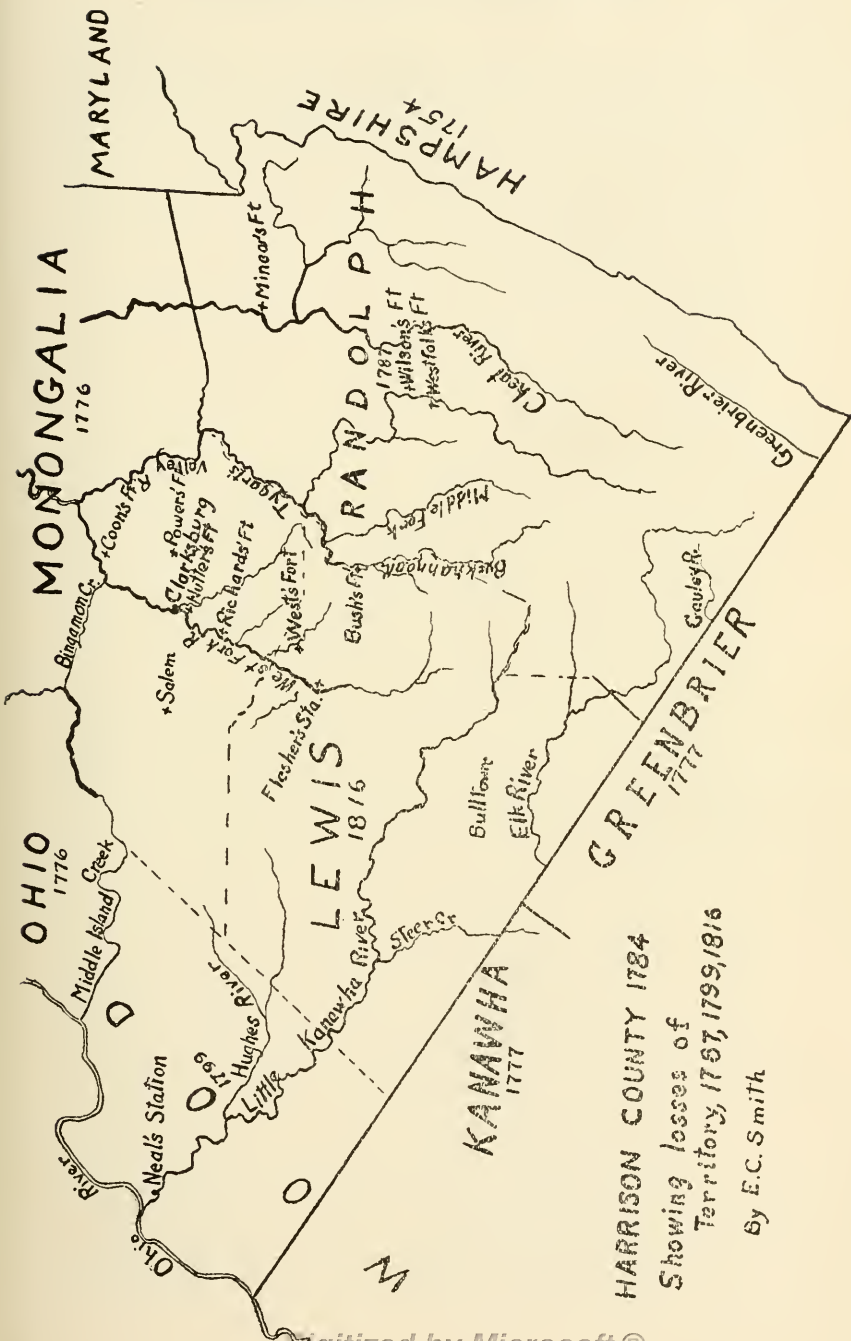 MARYLAND
HAMPSHIRE
1754
MONONGALIA
1776
OHIO
1776
Minear's Ft
RANDOLPH
1787
Wilson's Ft
Westfall's Ft
Cheat River
Greenbrier River
Coon's Ft
Valley
R.
Powers' Ft
Clarksburg
Nutters Ft
Richards' Ft
Tygarts
Bingamon Cr.
Salem
West Fork
R
West's Fort
Bush's Ft
Middle Fork
Buckhannon R
Flesher's Sta.
West
LEWIS
1816
Bulltown
Elk River
Gauley R.
GREENBRIER
1777
Middle Island Creek
WOOD
1799
Neal's Station
Hughes River
Little Kanawha River
Steer Cr.
Ohio River
KANAWHA
1777
HARRISON COUNTY 1784
Showing losses of
Territory, 1787, 1799, 1816
By E.C. Smith
Digitized by Microsoft ®